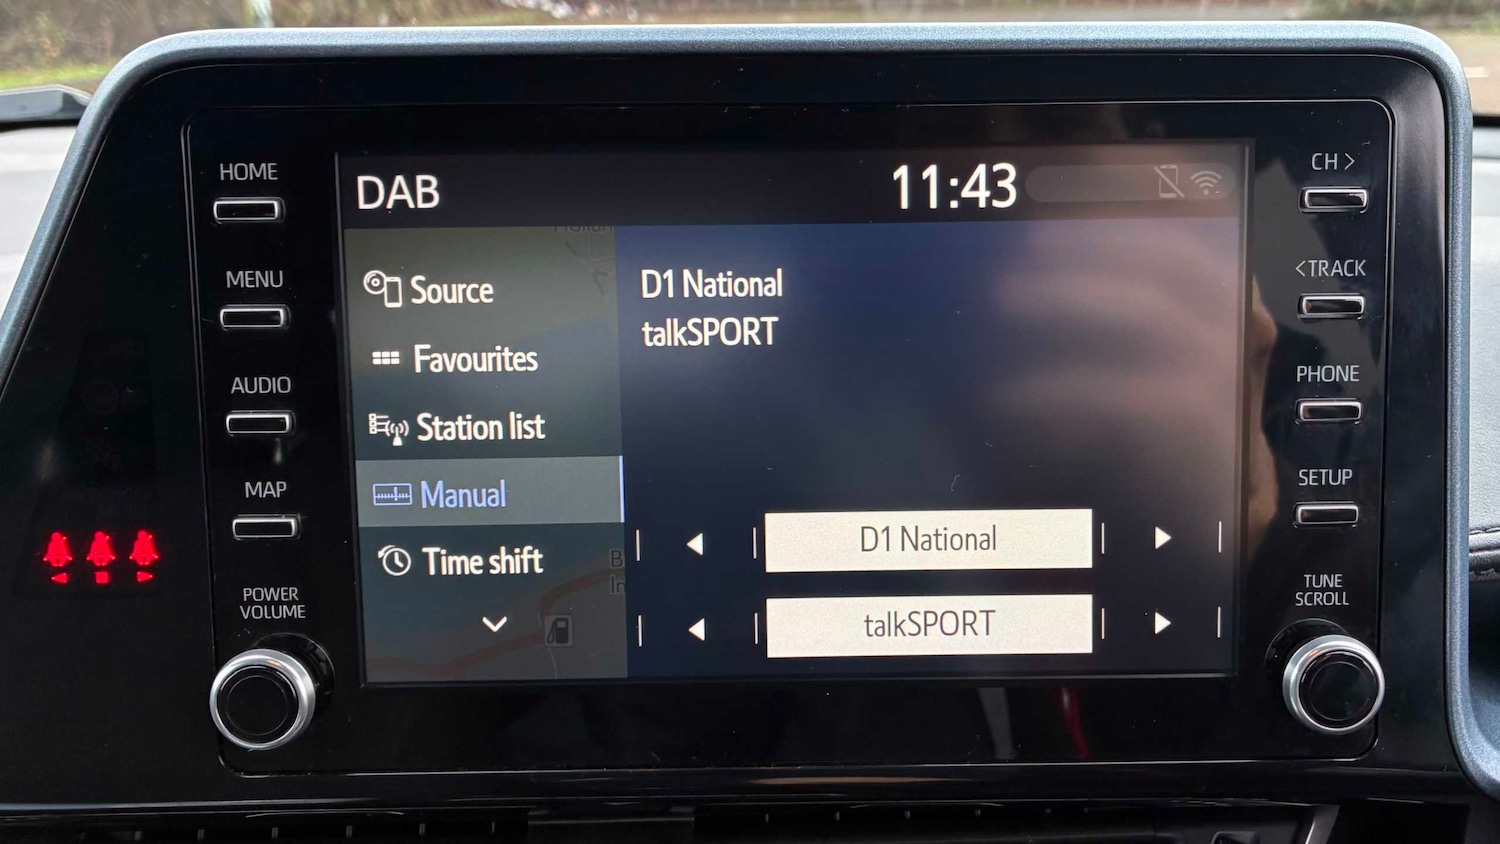 HOME
MENU
AUDIO
MAP
POWER
VOLUME
DAB
11:43
Source
Favourites
Station list
Manual
Time shift
D1 National
talkSPORT
D1 National
talkSPORT
CH >
< TRACK
PHONE
SETUP
TUNE
SCROLL